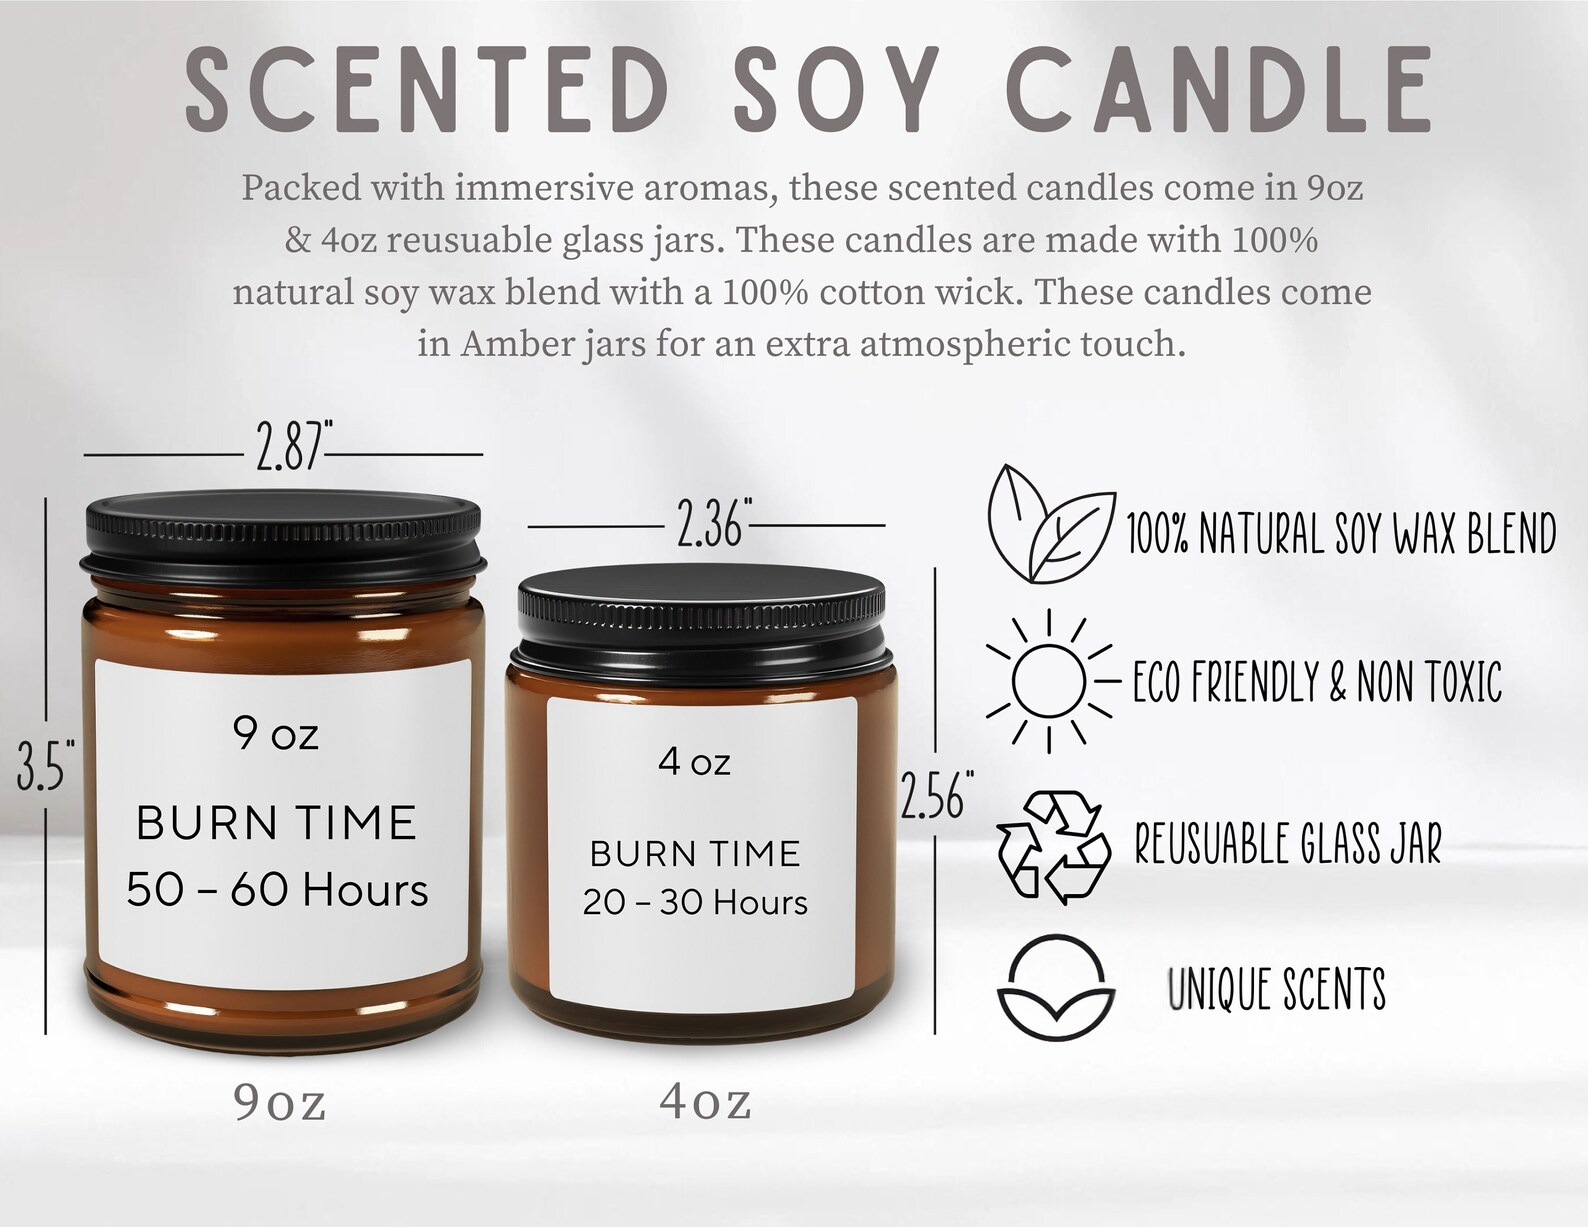 SCENTED SOY CANDLE
Packed with immersive aromas, these scented candles come in 9oz
& 4oz reusuable glass jars. These candles are made with 100%
natural soy wax blend with a 100% cotton wick. These candles come
in Amber jars for an extra atmospheric touch.
2.87"
2.36"
3.5"
9 oz
BURN TIME
50 – 60 Hours
4 oz
BURN TIME
20 – 30 Hours
2.56"
9oz
4oz
100% NATURAL SOY WAX BLEND
ECO FRIENDLY & NON TOXIC
REUSUABLE GLASS JAR
UNIQUE SCENTS